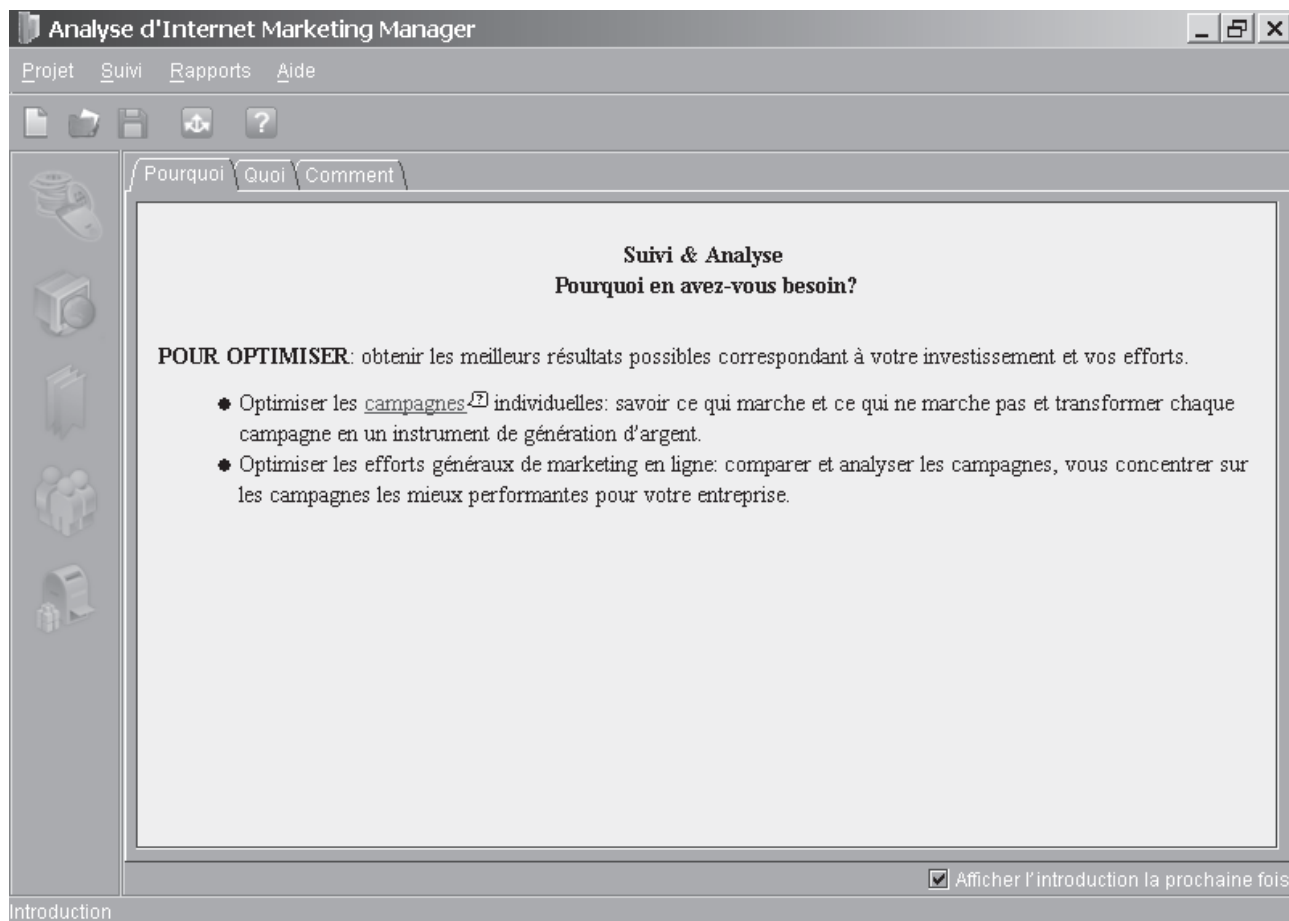 Analyse d'Internet Marketing Manager
Projet Suivi Rapports Aide
Pourquoi Quoi Comment
Suivi & Analyse
Pourquoi en avez-vous besoin?
POUR OPTIMISER: obtenir les meilleurs résultats possibles correspondant à votre investissement et vos efforts.
● Optimiser les campagnes[?] individuelles: savoir ce qui marche et ce qui ne marche pas et transformer chaque
campagne en un instrument de génération d'argent.
● Optimiser les efforts généraux de marketing en ligne: comparer et analyser les campagnes, vous concentrer sur
les campagnes les mieux performantes pour votre entreprise.
Afficher l'introduction la prochaine fois
Introduction